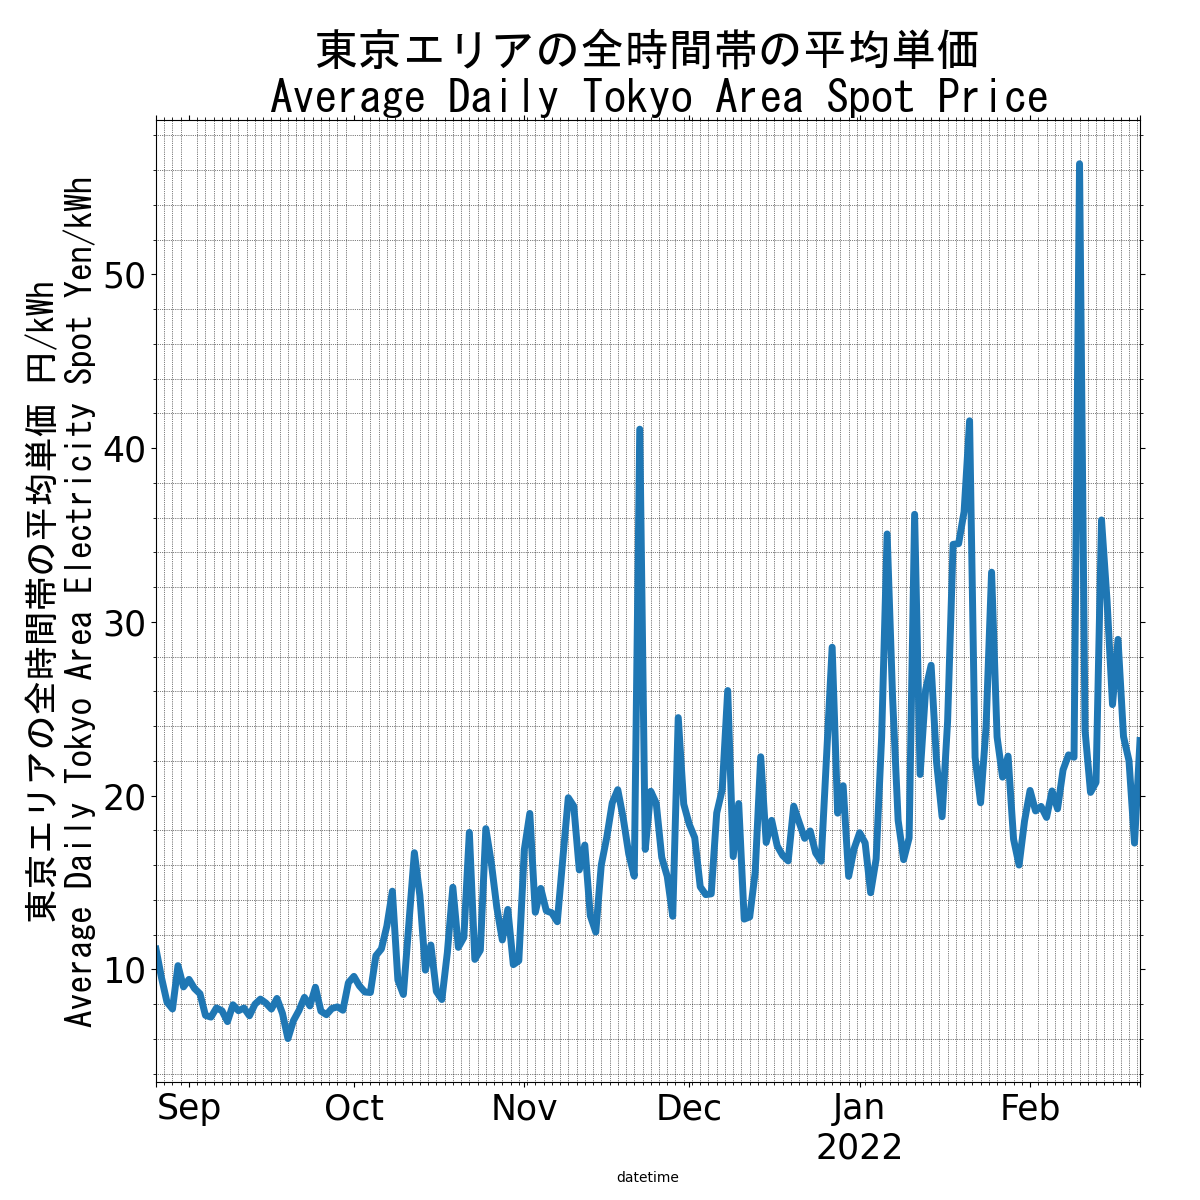 東京エリアの全時間帯の平均単価
Average Daily Tokyo Area Spot Price
東京エリアの全時間帯の平均単価 円/kWh
Average Daily Tokyo Area Electricity Spot Yen/kWh
50
40
30
20
10
Sep Oct Nov Dec Jan Feb
2022
datetime